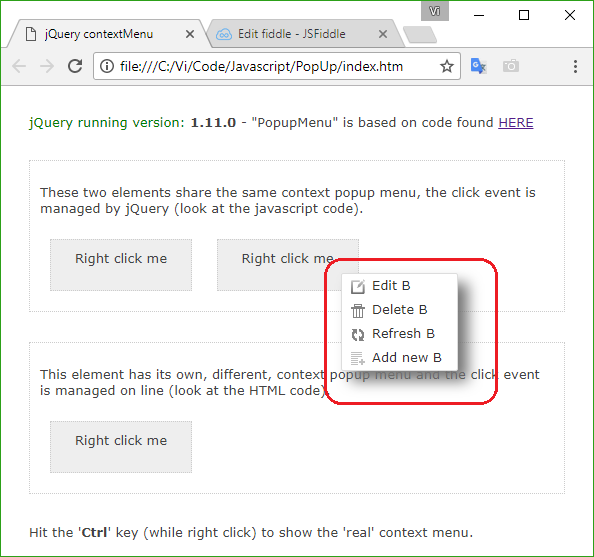 Vi
jQuery contextMenu
Edit fiddle - JSFiddle
file:///C:/Vi/Code/Javascript/PopUp/index.htm
jQuery running version: 1.11.0 - "PopupMenu" is based on code found HERE
These two elements share the same context popup menu, the click event is
managed by jQuery (look at the javascript code).
Right click me
Right click me
Edit B
Delete B
Refresh B
Add new B
This element has its own, different, context popup menu and the click event
is managed on line (look at the HTML code).
Right click me
Hit the 'Ctrl' key (while right click) to show the 'real' context menu.